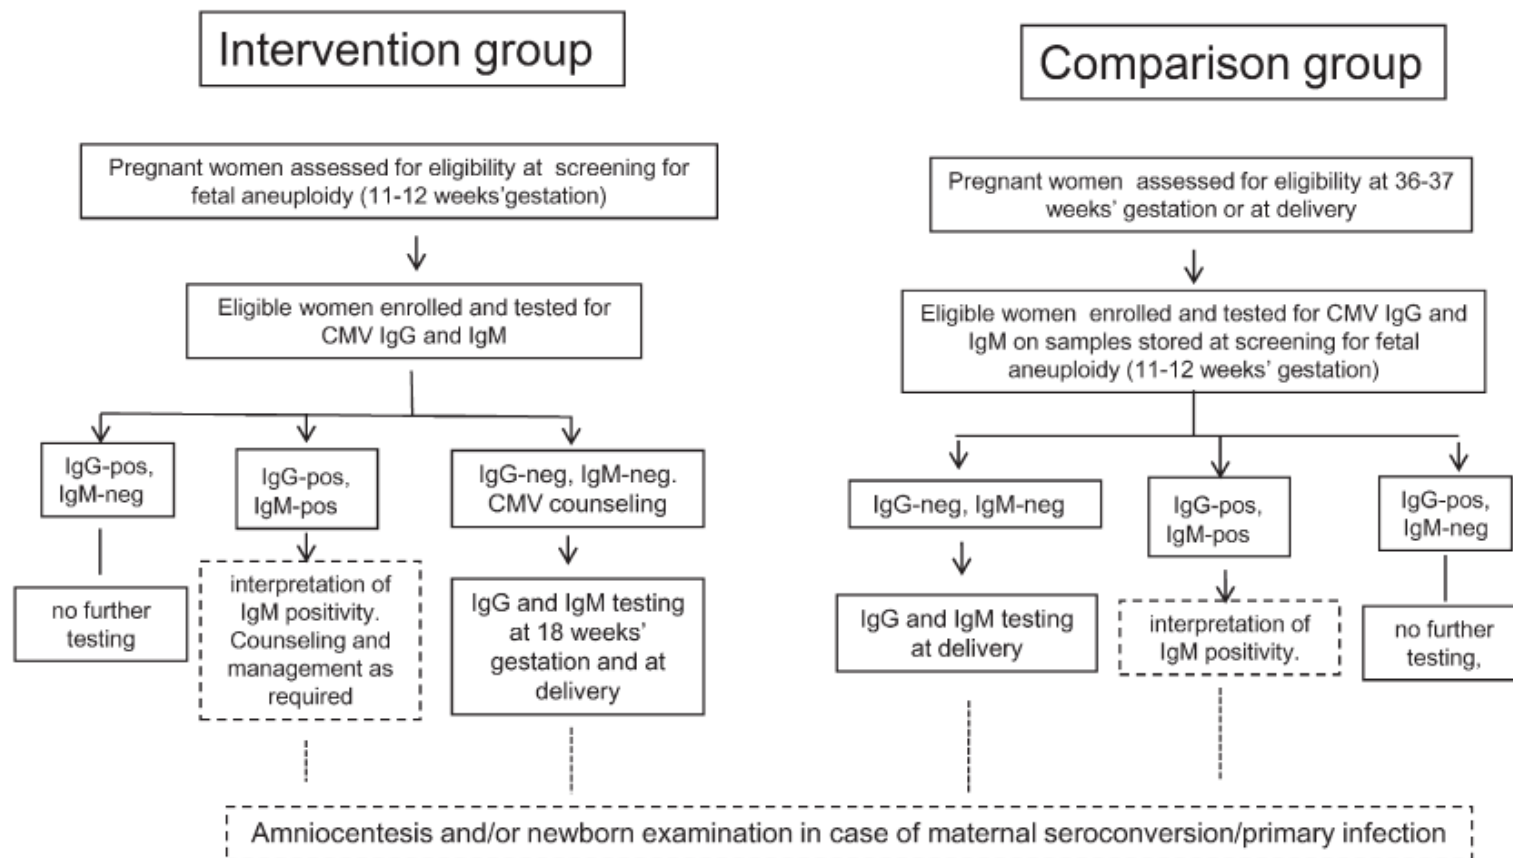 Intervention group
Pregnant women assessed for eligibility at screening for
fetal aneuploidy (11-12 weeks'gestation)
Eligible women enrolled and tested for
CMV IgG and IgM
IgG-pos,
IgM-neg
IgG-pos,
IgM-pos
IgG-neg, IgM-neg.
CMV counseling
no further
testing
interpretation of
IgM positivity.
Counseling and
management as
required
IgG and IgM testing
at 18 weeks'
gestation and at
delivery
Comparison group
Pregnant women assessed for eligibility at 36-37
weeks' gestation or at delivery
Eligible women enrolled and tested for CMV IgG and
IgM on samples stored at screening for fetal
aneuploidy (11-12 weeks' gestation)
IgG-neg, IgM-neg
IgG-pos,
IgM-pos
IgG-pos,
IgM-neg
IgG and IgM testing
at delivery
interpretation of
IgM positivity.
no further
testing,
Amniocentesis and/or newborn examination in case of maternal seroconversion/primary infection